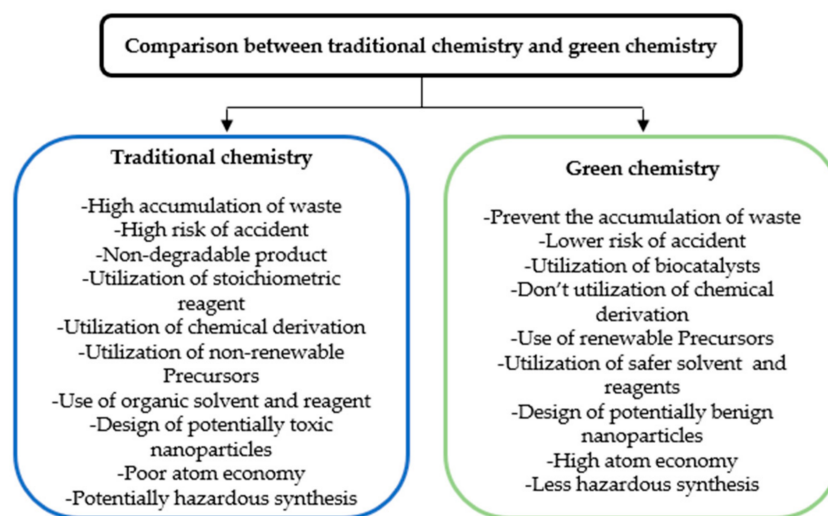 Comparison between traditional chemistry and green chemistry
Traditional chemistry
-High accumulation of waste
-High risk of accident
-Non-degradable product
-Utilization of stoichiometric
reagent
-Utilization of chemical derivation
-Utilization of non-renewable
Precursors
-Use of organic solvent and reagent
-Design of potentially toxic
nanoparticles
-Poor atom economy
-Potentially hazardous synthesis
Green chemistry
-Prevent the accumulation of waste
-Lower risk of accident
-Utilization of biocatalysts
-Don’t utilization of chemical
derivation
-Use of renewable Precursors
-Utilization of safer solvent and
reagents
-Design of potentially benign
nanoparticles
-High atom economy
-Less hazardous synthesis